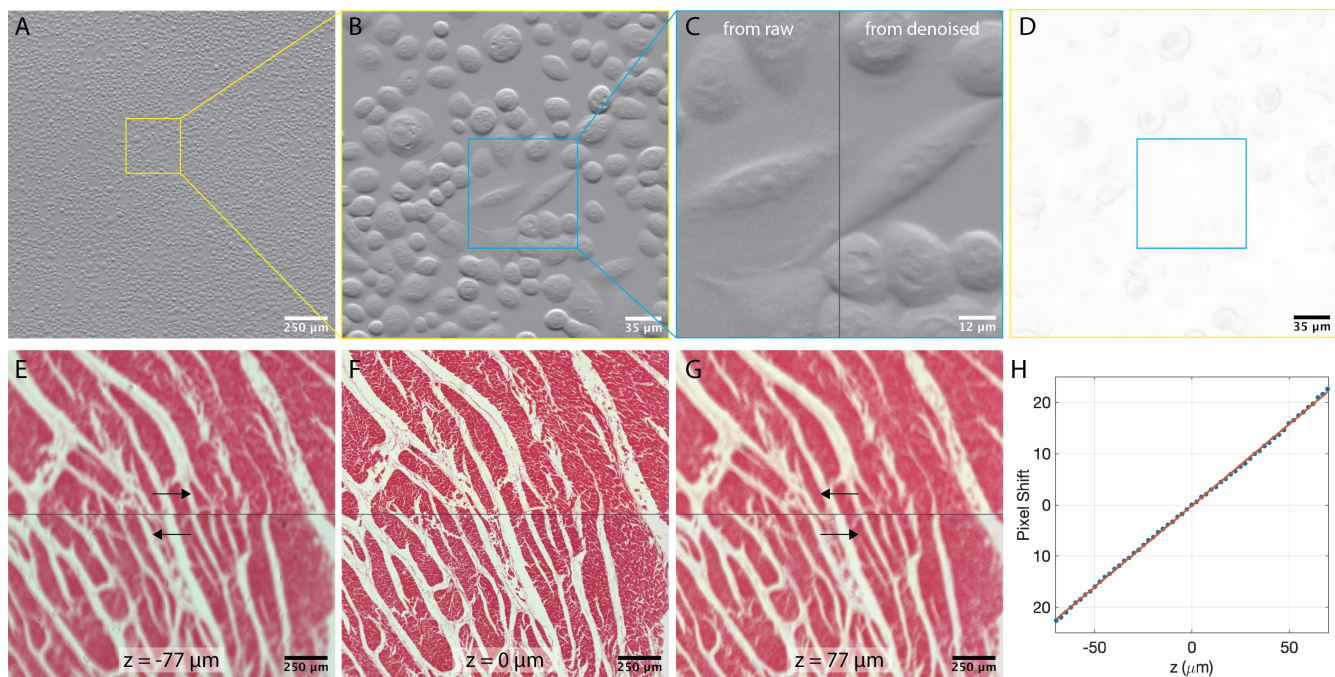 A
250 µm
B
35 µm
C
from raw
from denoised
12 µm
D
35 µm
E
z = -77 µm
250 µm
F
z = 0 µm
250 µm
G
z = 77 µm
250 µm
H
Pixel Shift
20
10
0
10
20
-50
0
50
z (µm)